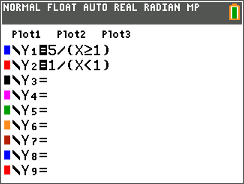 NORMAL FLOAT AUTO REAL RADIAN MP
Plot1 Plot2 Plot3
\Y1=5/(X≥1)
\Y2=1/(X<1)
\Y3=
\Y4=
\Y5=
\Y6=
\Y7=
\Y8=
\Y9=